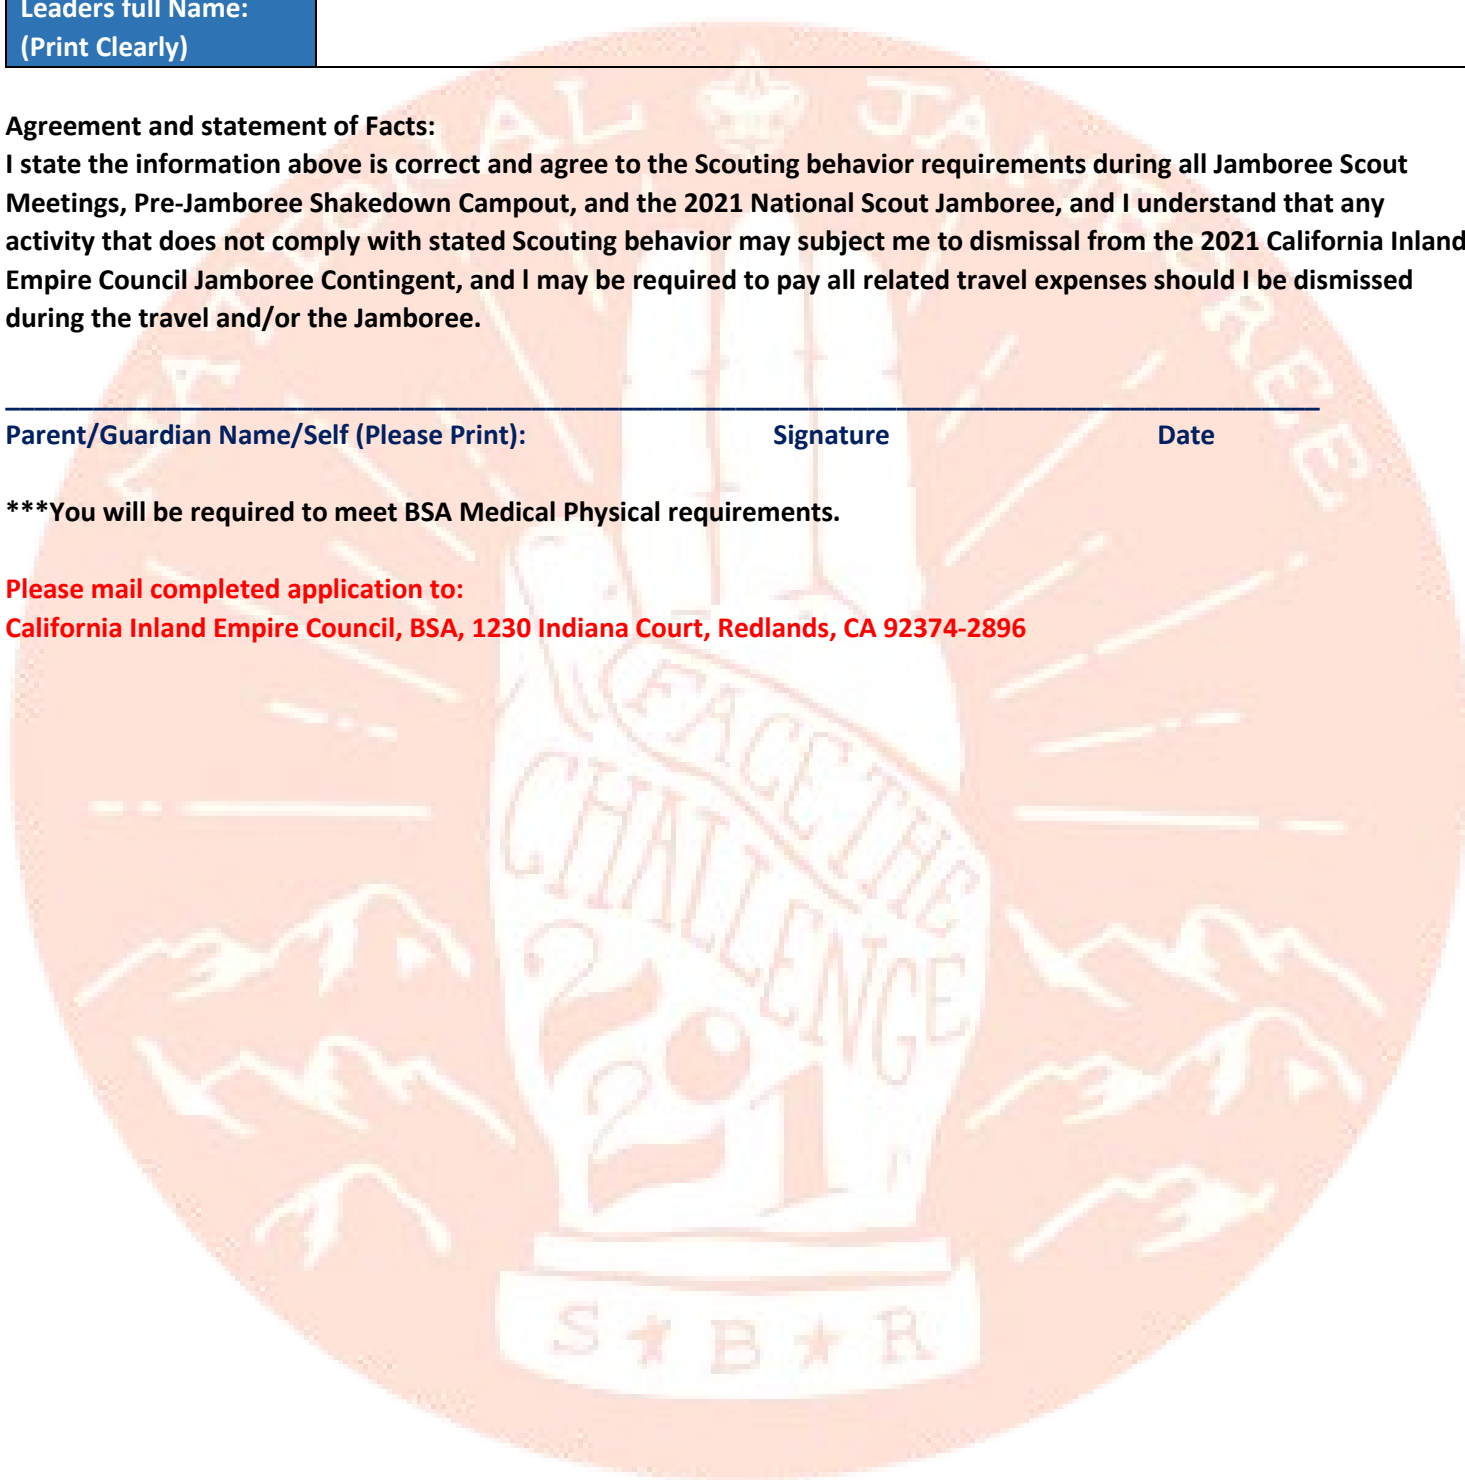 Leaders full Name:
(Print Clearly)
Agreement and statement of Facts:
I state the information above is correct and agree to the Scouting behavior requirements during all Jamboree Scout
Meetings, Pre-Jamboree Shakedown Campout, and the 2021 National Scout Jamboree, and I understand that any
activity that does not comply with stated Scouting behavior may subject me to dismissal from the 2021 California Inland
Empire Council Jamboree Contingent, and l may be required to pay all related travel expenses should I be dismissed
during the travel and/or the Jamboree.
Parent/Guardian Name/Self (Please Print): Signature Date
***You will be required to meet BSA Medical Physical requirements.
Please mail completed application to:
California Inland Empire Council, BSA, 1230 Indiana Court, Redlands, CA 92374-2896
NATIONAL JAMBOREE
FACE THE
CHALLENGE
2021
S B R